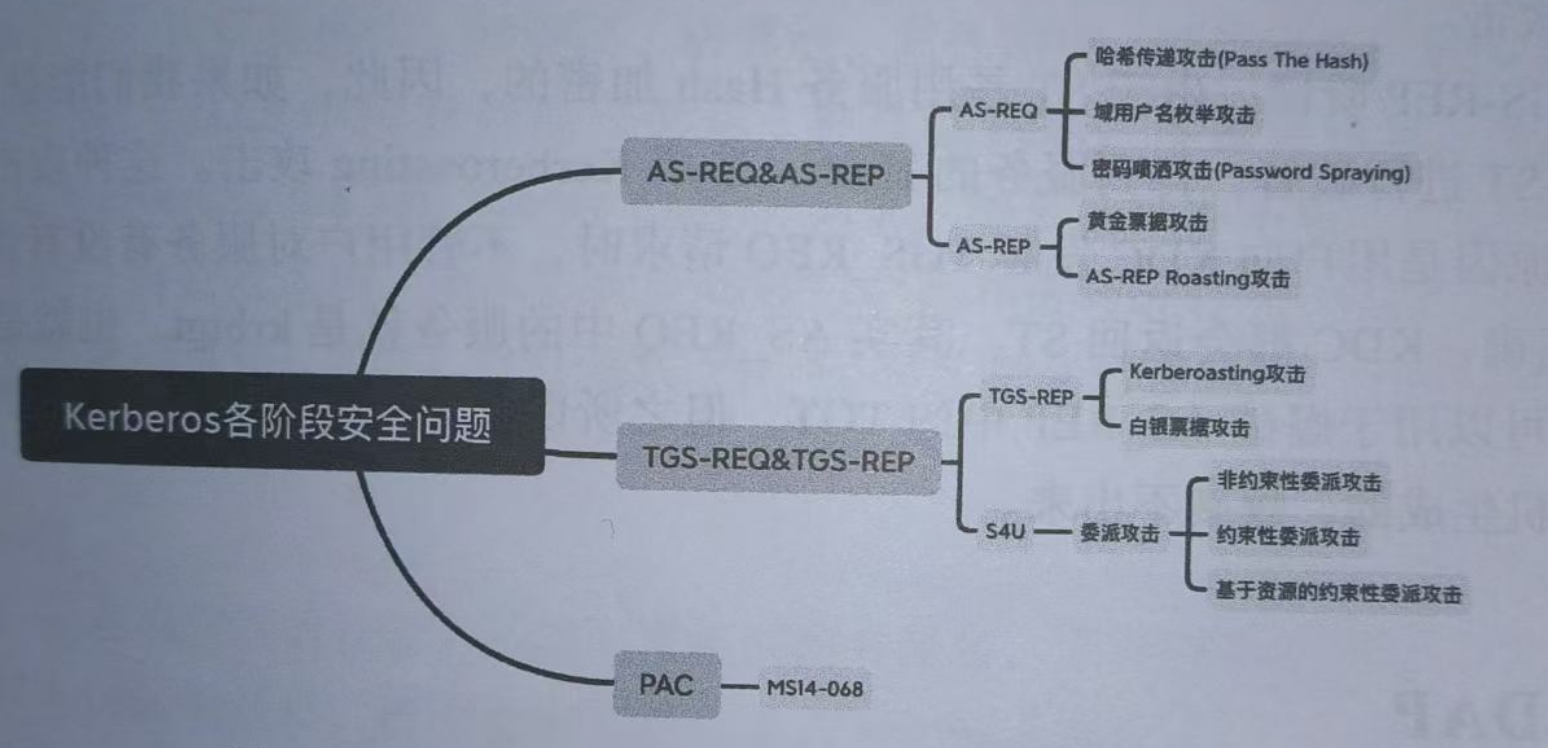 Kerberos各阶段安全问题
AS-REQ&AS-REP
AS-REQ
哈希传递攻击(Pass The Hash)
域用户名枚举攻击
密码喷洒攻击(Password Spraying)
AS-REP
黄金票据攻击
AS-REP Roasting攻击
TGS-REQ&TGS-REP
TGS-REP
Kerberoasting攻击
白银票据攻击
S4U
委派攻击
非约束性委派攻击
约束性委派攻击
基于资源的约束性委派攻击
PAC
MS14-068